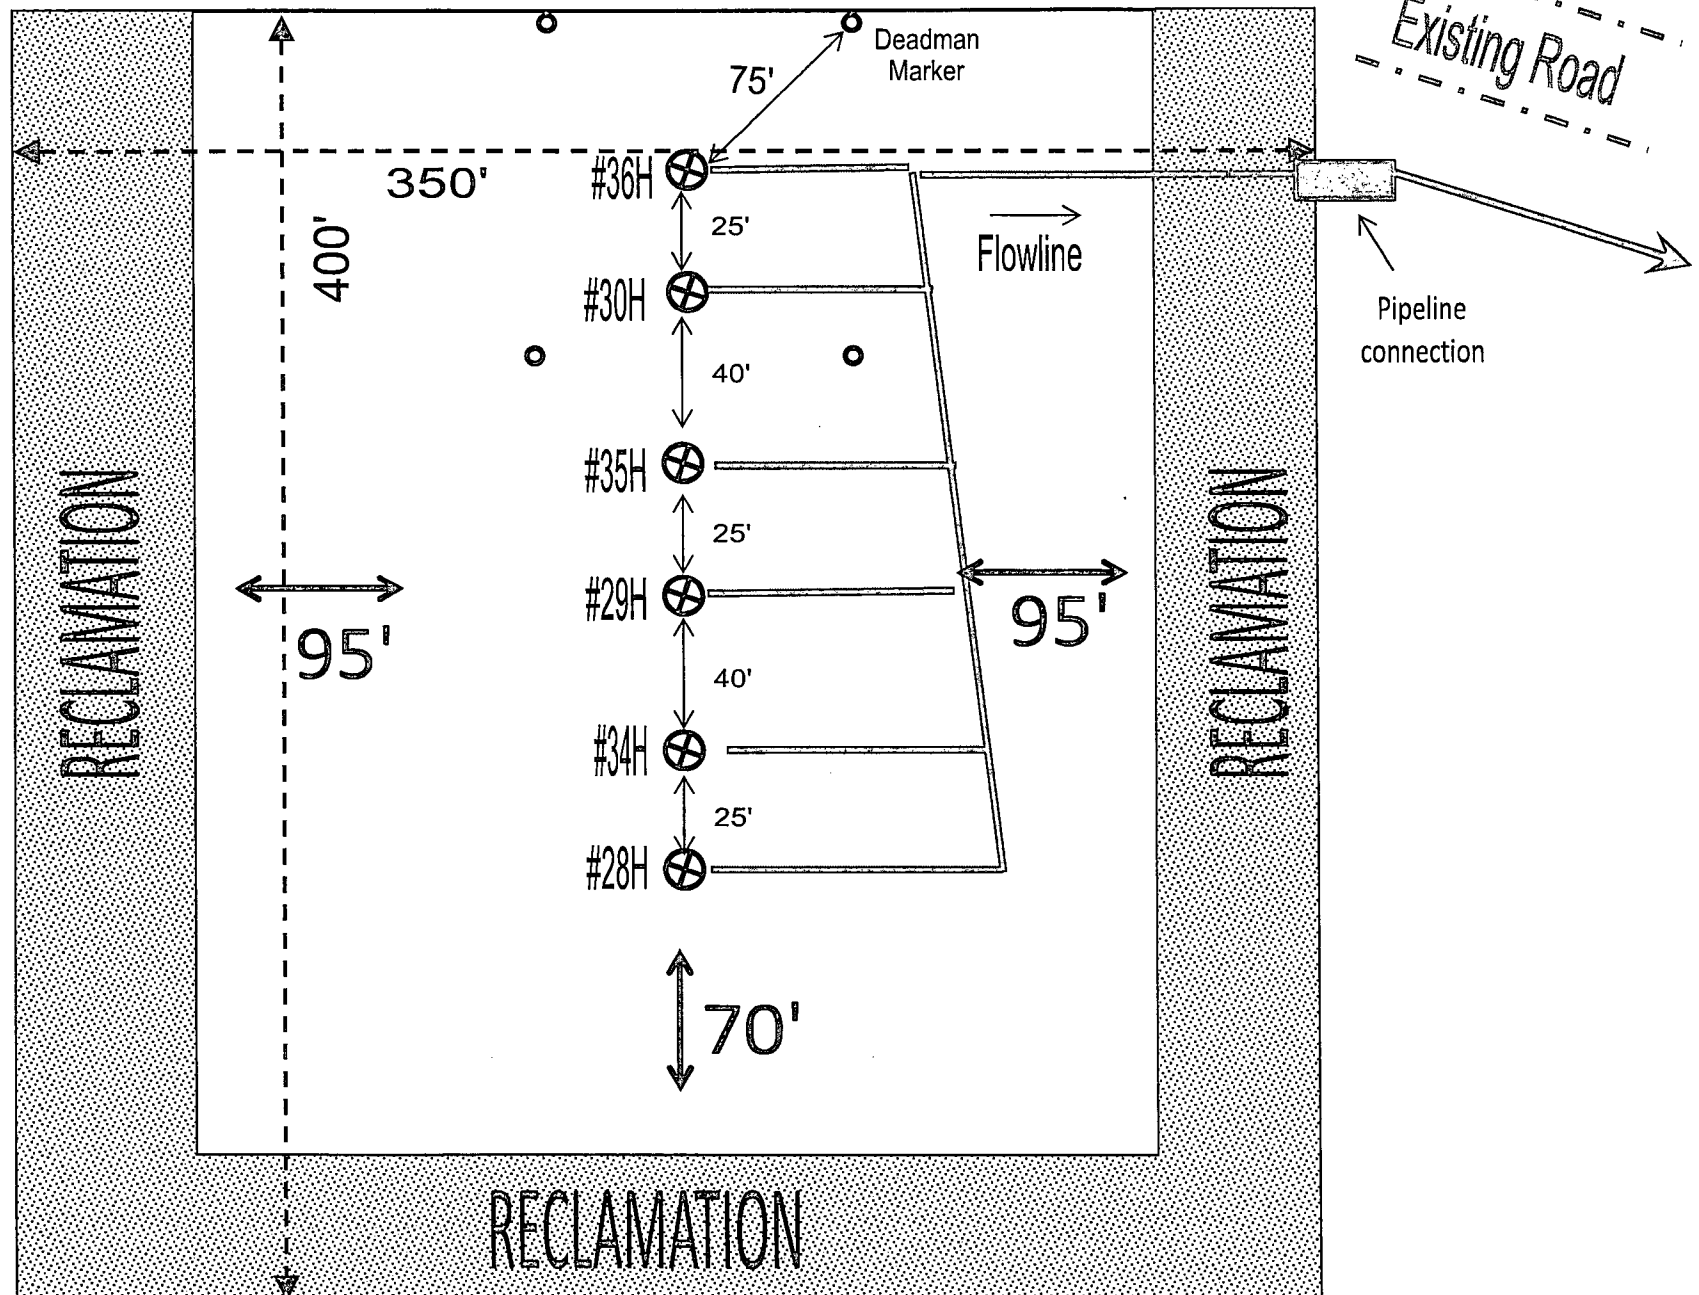 Existing Road
Deadman
Marker
75'
350'
#36H
400'
25'
Flowline
#30H
Pipeline
connection
40'
#35H
RECLAMATION
RECLAMATION
25'
#29H
95'
95'
40'
#34H
25'
#28H
70'
RECLAMATION